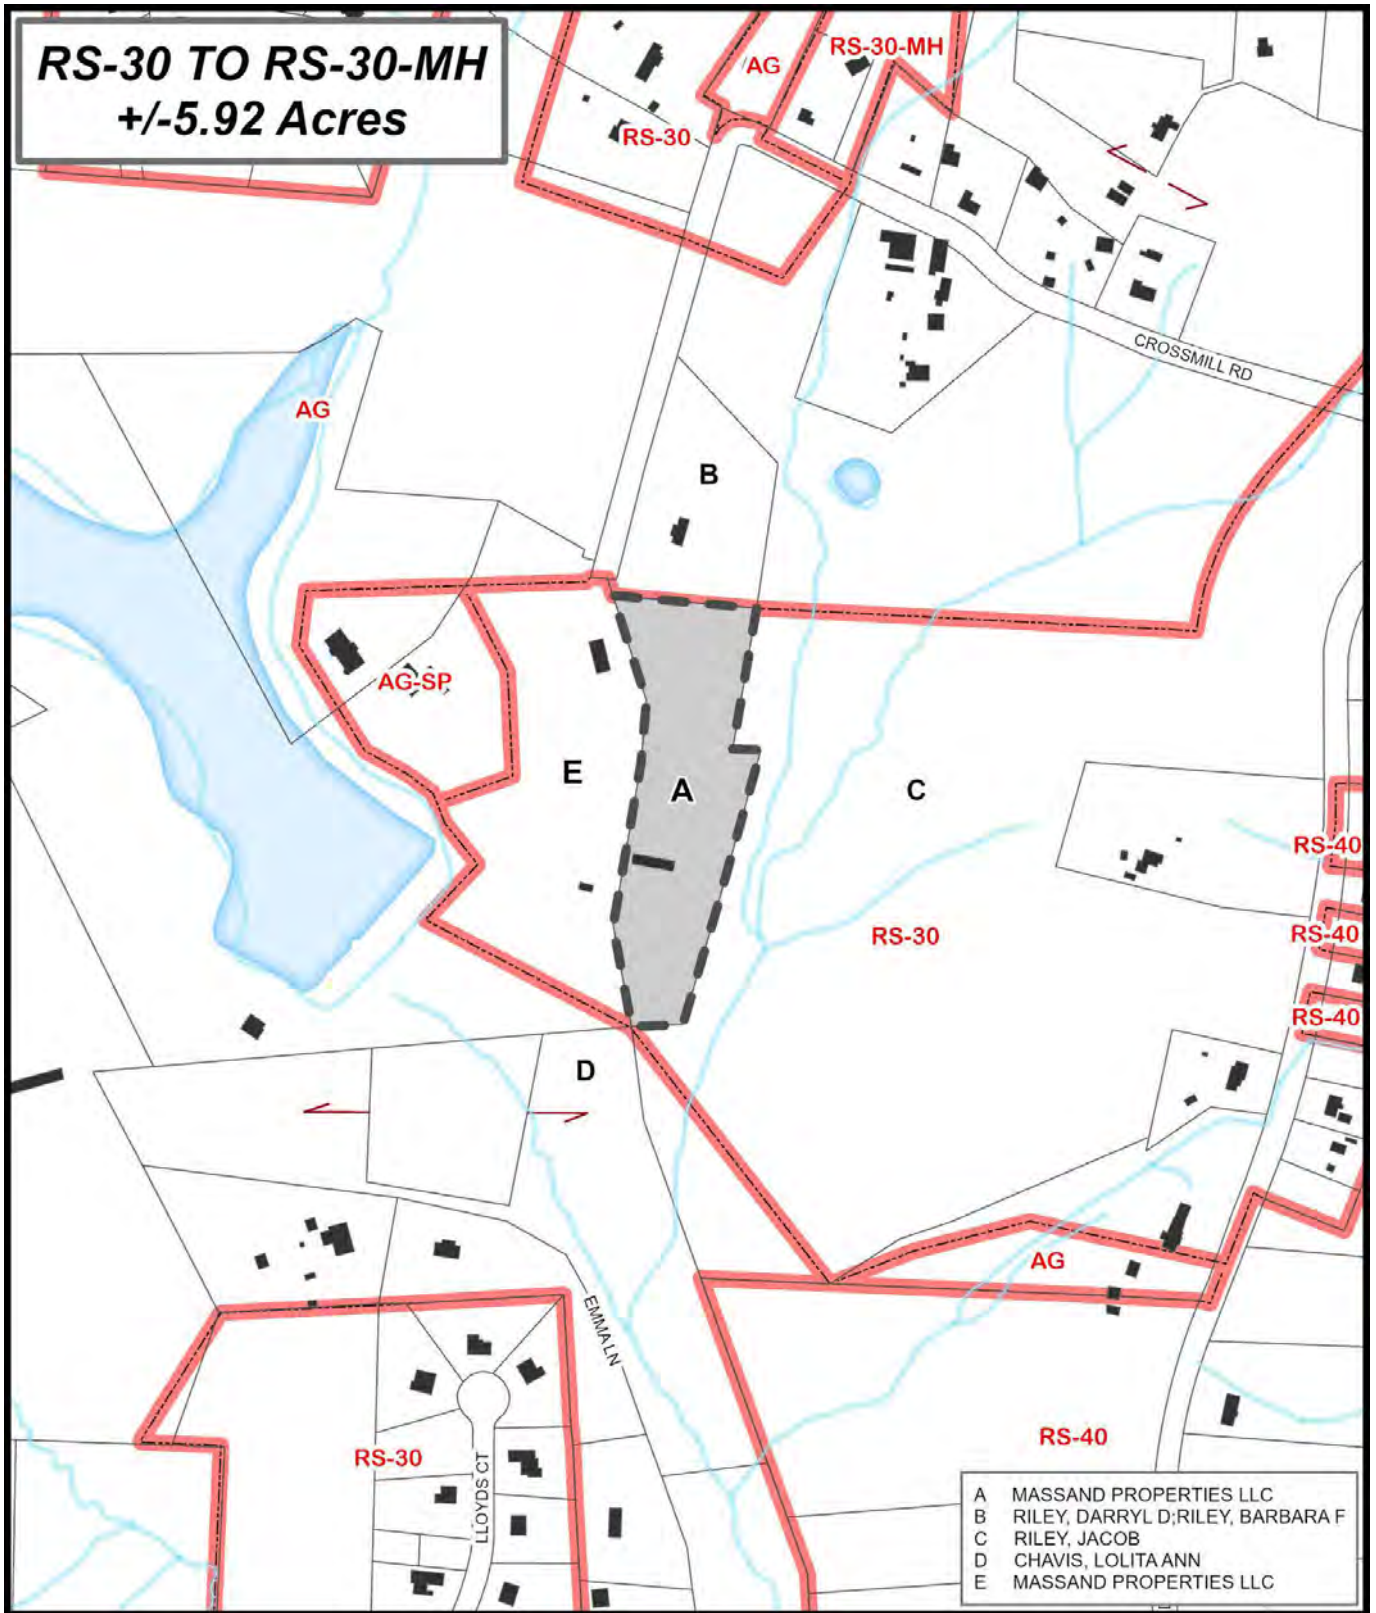 RS-30 TO RS-30-MH
+/-5.92 Acres
RS-30-MH
AG
RS-30
CROSSMILL RD
AG
B
AG-SP
E
A
C
RS-40
RS-30
RS-40
RS-40
D
AG
EMMA LN
RS-40
RS-30
LLOYDS CT
A MASSAND PROPERTIES LLC
B RILEY, DARRYL D;RILEY, BARBARA F
C RILEY, JACOB
D CHAVIS, LOLITA ANN
E MASSAND PROPERTIES LLC